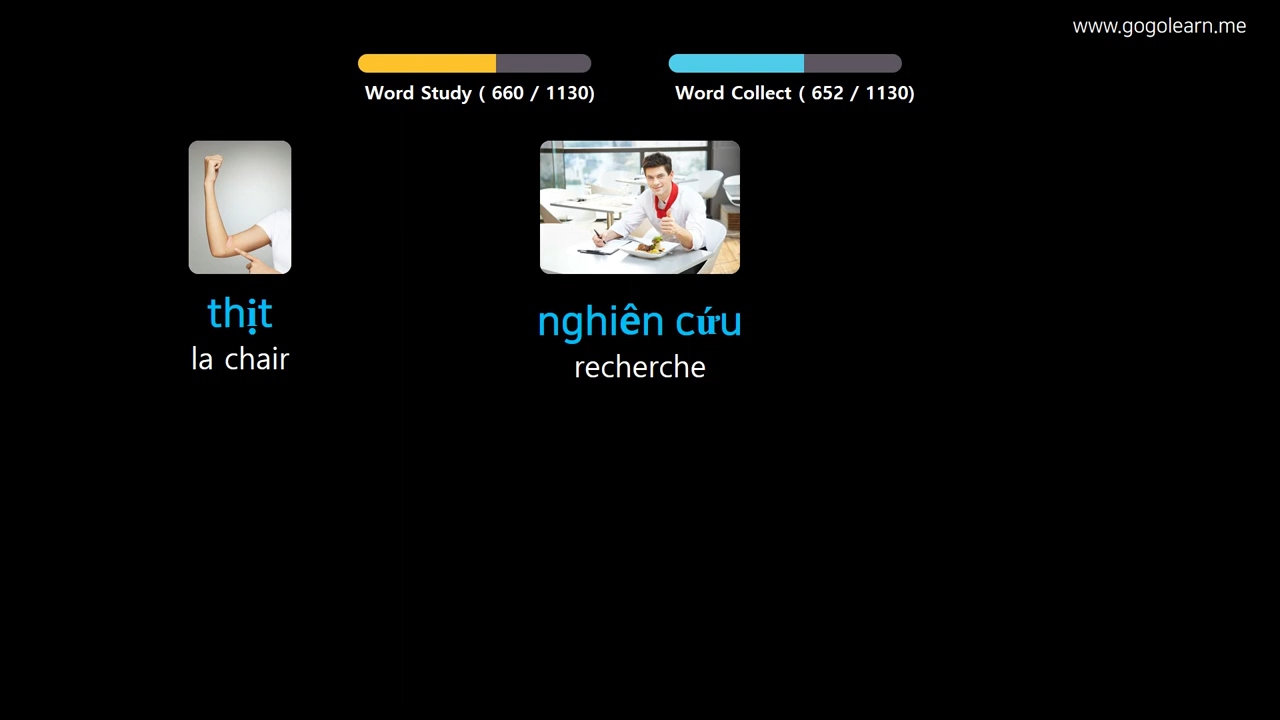 www.gogolearn.me
Word Study ( 660 / 1130)
Word Collect ( 652 / 1130)
thịt
la chair
nghiên cứu
recherche